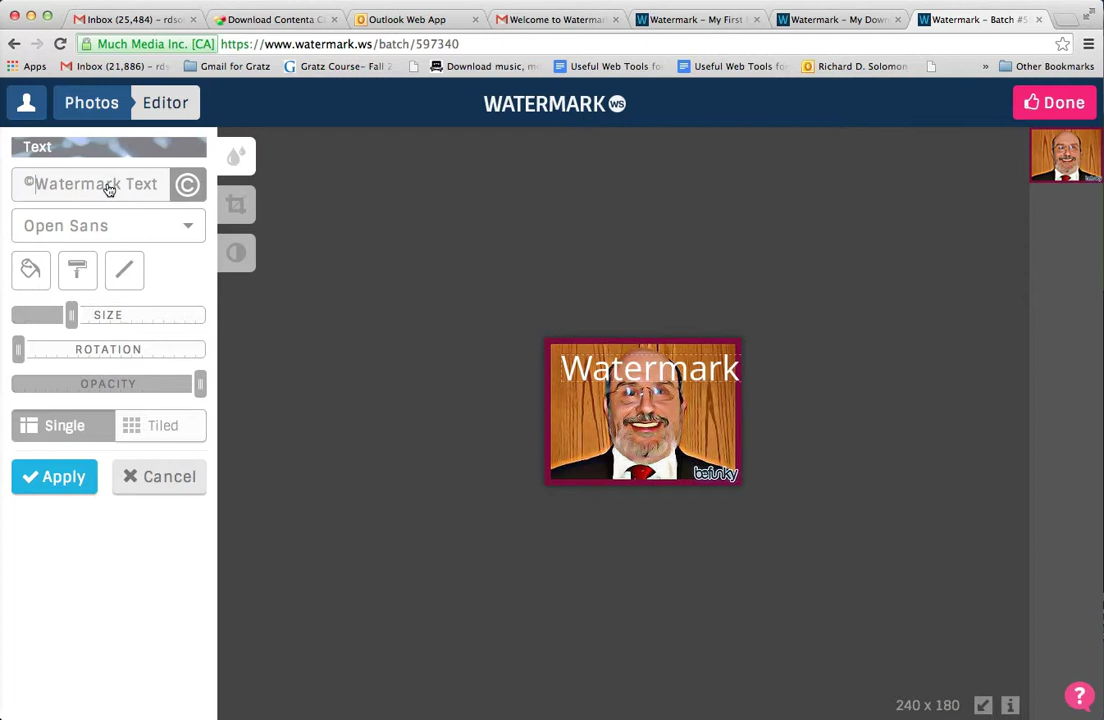 Inbox (25,484) – rdsol
Download Contenta C
Outlook Web App
Welcome to Waterma
Watermark – My First
Watermark – My Dow
Watermark – Batch #5
Much Media Inc. [CA] https://www.watermark.ws/batch/597340
Apps
Inbox (21,886) – rds
Gmail for Gratz
Gratz Course- Fall 2
Download music, m
Useful Web Tools fo
Useful Web Tools fo
Richard D. Solomon
»
Other Bookmarks
Photos
Editor
WATERMARK WS
Done
Text
©Watermark Text
©
Open Sans
SIZE
ROTATION
OPACITY
Single
Tiled
Apply
Cancel
Watermark
befunky
240 x 180
?